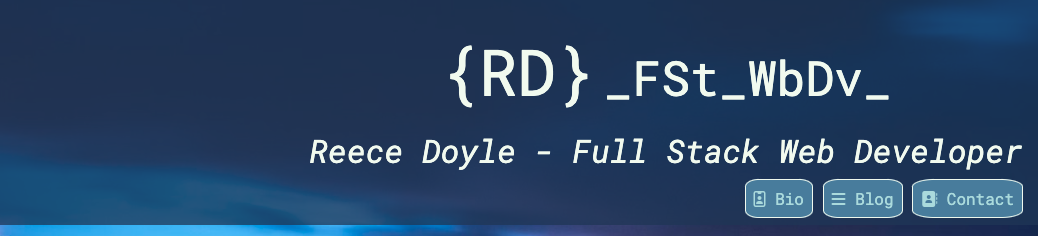 {RD} _FSt_WbDv_
Reece Doyle - Full Stack Web Developer
Bio Blog Contact